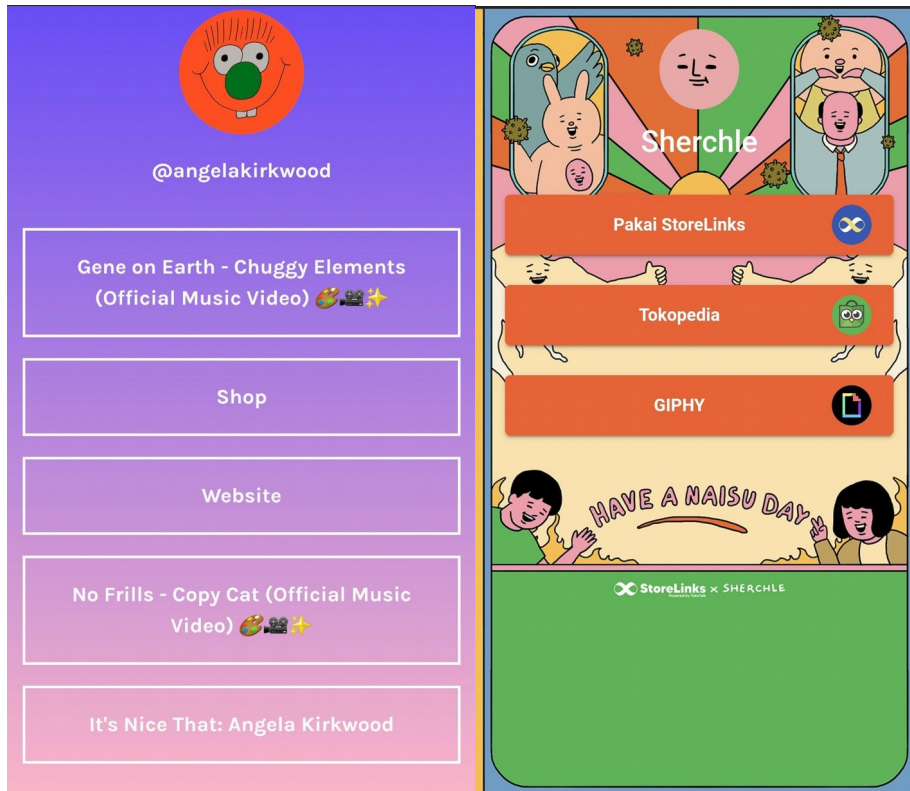 @angelakirkwood
Gene on Earth - Chuggy Elements
(Official Music Video) 🎨🎥✨
Shop
Website
No Frills - Copy Cat (Official Music
Video) 🎨🎥✨
It's Nice That: Angela Kirkwood
Sherchle
Pakai StoreLinks
Tokopedia
GIPHY
HAVE A NAISU DAY
StoreLinks x SHERCHLE